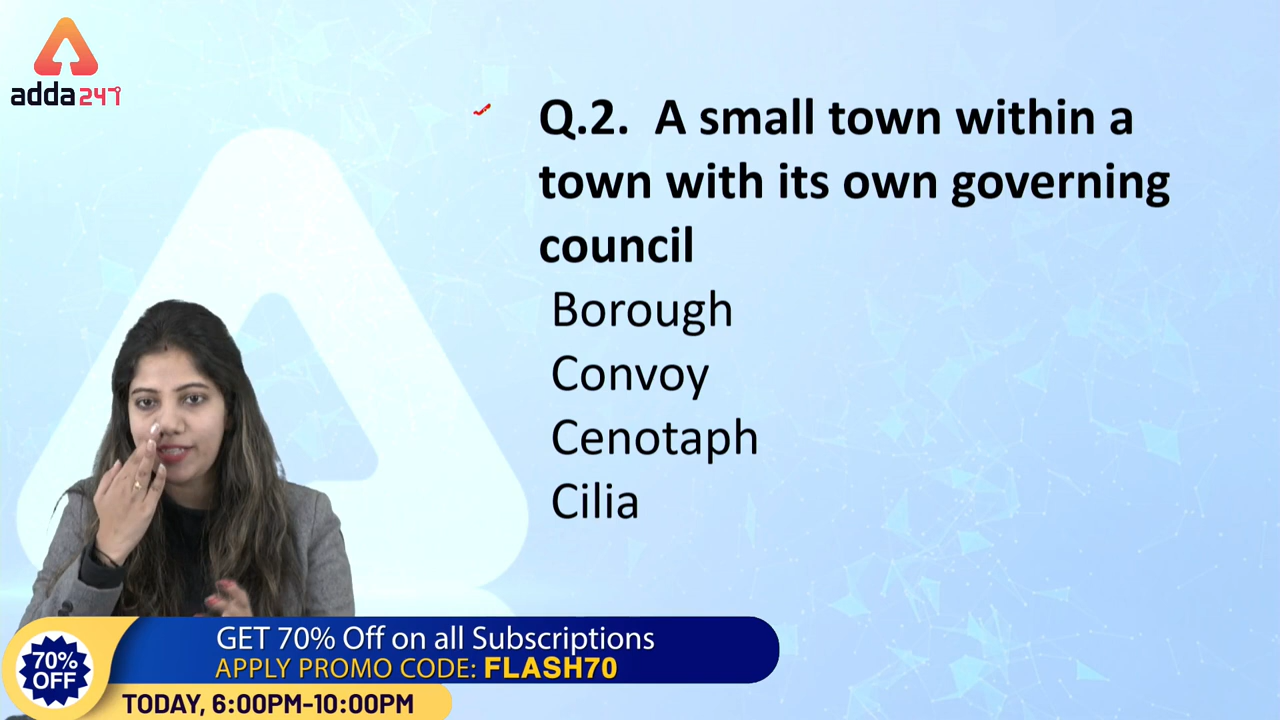 adda247
Q.2. A small town within a
town with its own governing
council
Borough
Convoy
Cenotaph
Cilia
70%
OFF
GET 70% Off on all Subscriptions
APPLY PROMO CODE: FLASH70
TODAY, 6:00PM-10:00PM